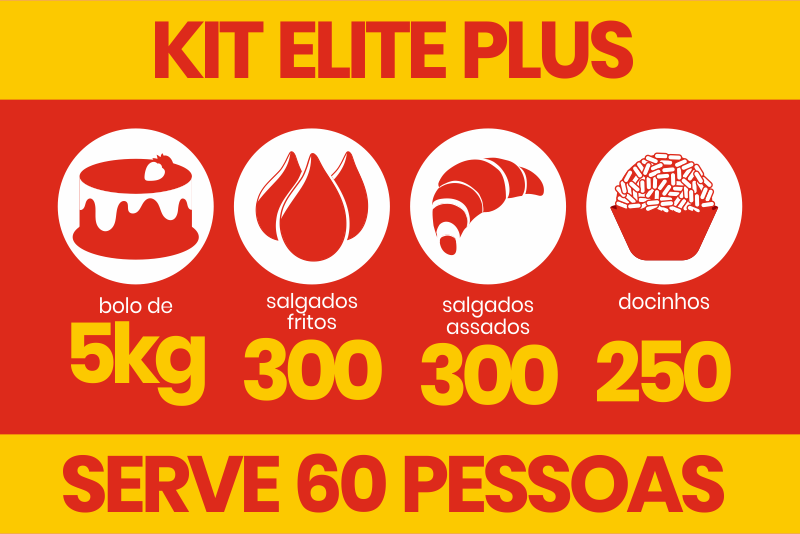 KIT ELITE PLUS
bolo de
5kg
salgados
fritos
300
salgados
assados
300
docinhos
250
SERVE 60 PESSOAS